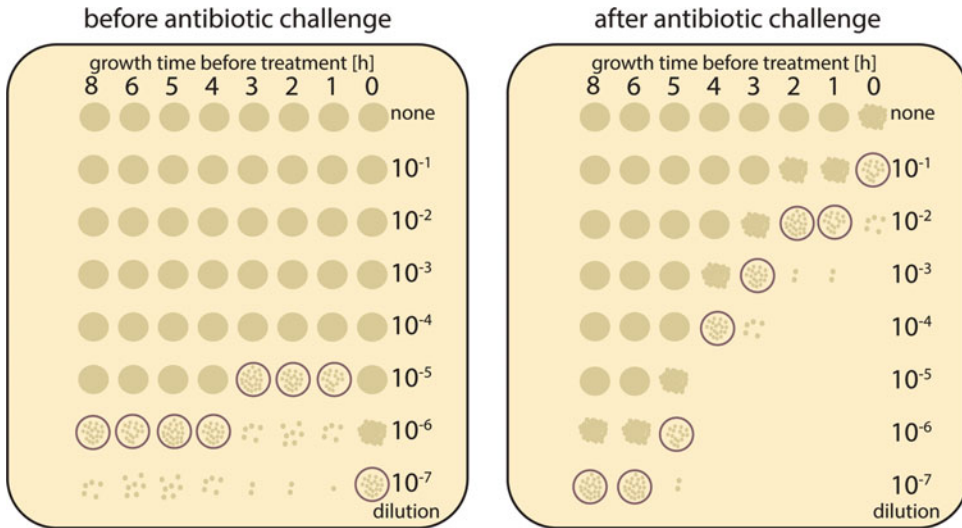 before antibiotic challenge
growth time before treatment [h]
8 6 5 4 3 2 1 0
none
10⁻¹
10⁻²
10⁻³
10⁻⁴
10⁻⁵
10⁻⁶
10⁻⁷
dilution
after antibiotic challenge
growth time before treatment [h]
8 6 5 4 3 2 1 0
none
10⁻¹
10⁻²
10⁻³
10⁻⁴
10⁻⁵
10⁻⁶
10⁻⁷
dilution